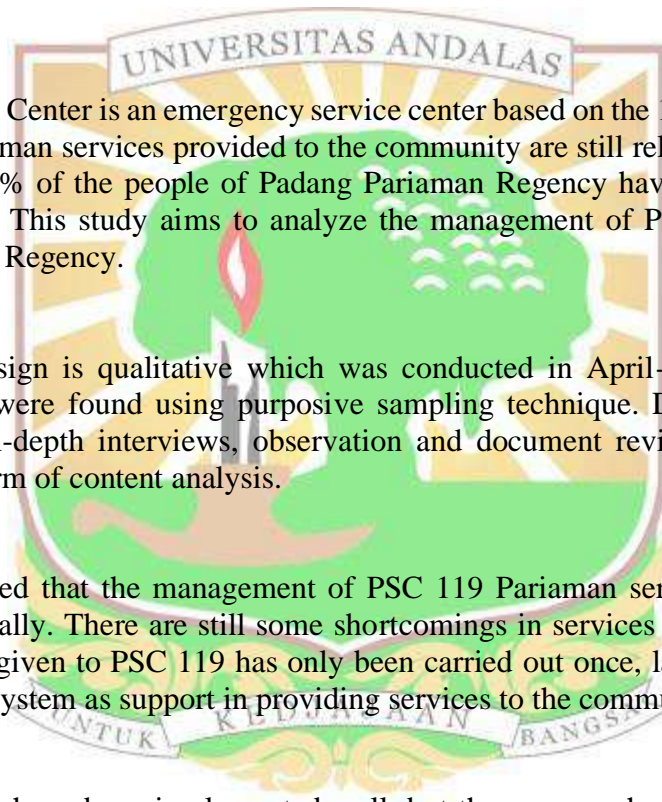 UNIVERSITAS ANDALAS
Center is an emergency service center based on the
man services provided to the community are still rel
% of the people of Padang Pariaman Regency hav
This study aims to analyze the management of P
Regency.
sign is qualitative which was conducted in April-
were found using purposive sampling technique. D
-depth interviews, observation and document revi
rm of content analysis.
ed that the management of PSC 119 Pariaman ser
ally. There are still some shortcomings in services
given to PSC 119 has only been carried out once, la
ystem as support in providing services to the commu
UNTUK KEDJAJAAN BANGSA